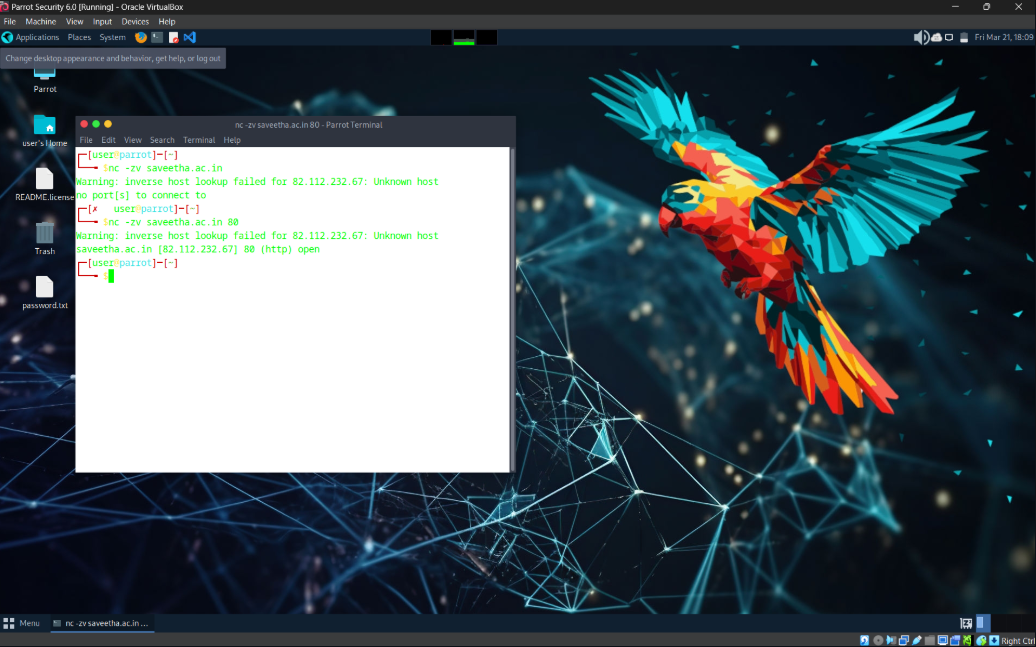 Parrot Security 6.0 [Running] - Oracle VirtualBox
File Machine View Input Devices Help
Applications Places System
Fri Mar 21, 18:09
Change desktop appearance and behavior, get help, or log out
Parrot
user's Home
README.license
Trash
password.txt
nc -zv saveetha.ac.in 80 - Parrot Terminal
File Edit View Search Terminal Help
[user@parrot]-[~]
$nc -zv saveetha.ac.in
Warning: inverse host lookup failed for 82.112.232.67: Unknown host
no port[s] to connect to
[✗ user@parrot]-[~]
$nc -zv saveetha.ac.in 80
Warning: inverse host lookup failed for 82.112.232.67: Unknown host
saveetha.ac.in [82.112.232.67] 80 (http) open
[user@parrot]-[~]
$
Menu
nc -zv saveetha.ac.in ...
Right Ctrl